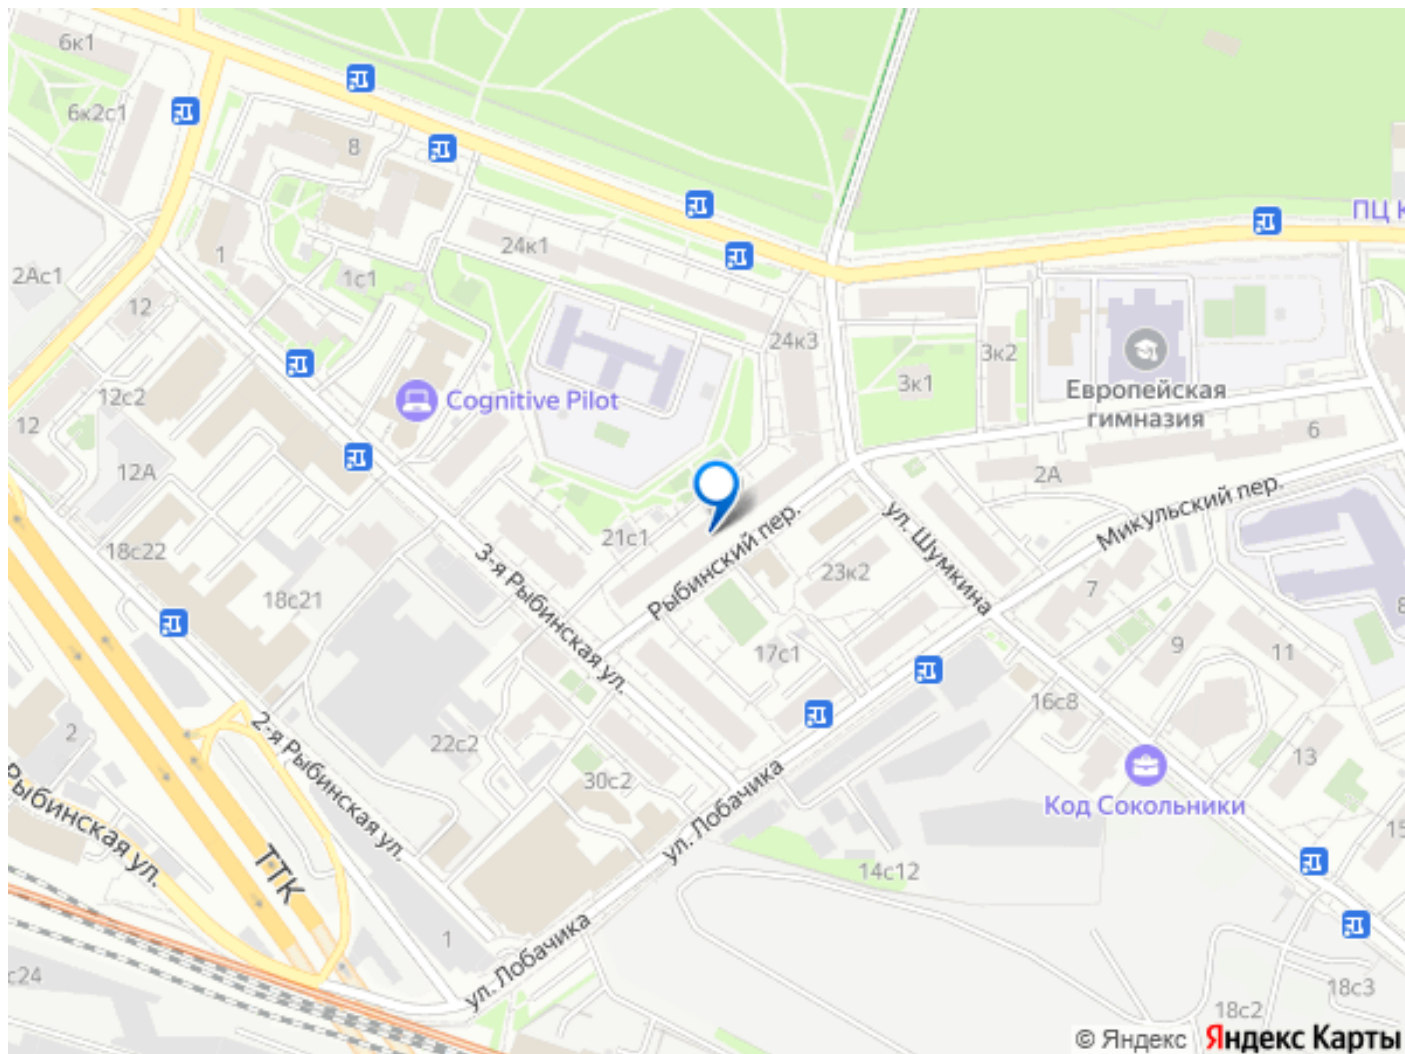 6к1
6к2с1
8
24к1
ПЦ К
1
1с1
2Ас1
12
24к3
3к2
3к1
Cognitive Pilot
Европейская
гимназия
12с2
12
12А
6
2А
Микульский пер.
ул. Шумкина
Рыбинский пер.
21с1
18с22
3-я Рыбинская ул.
23к2
18с21
7
8
17с1
9
11
16с8
2
2-я Рыбинская ул.
22с2
13
30с2
Код Сокольники
Рыбинская ул.
ул. Лобачика
15
ТТК
14с12
1
ул. Лобачика
с24
18с3
18с2
© Яндекс Яндекс Карты